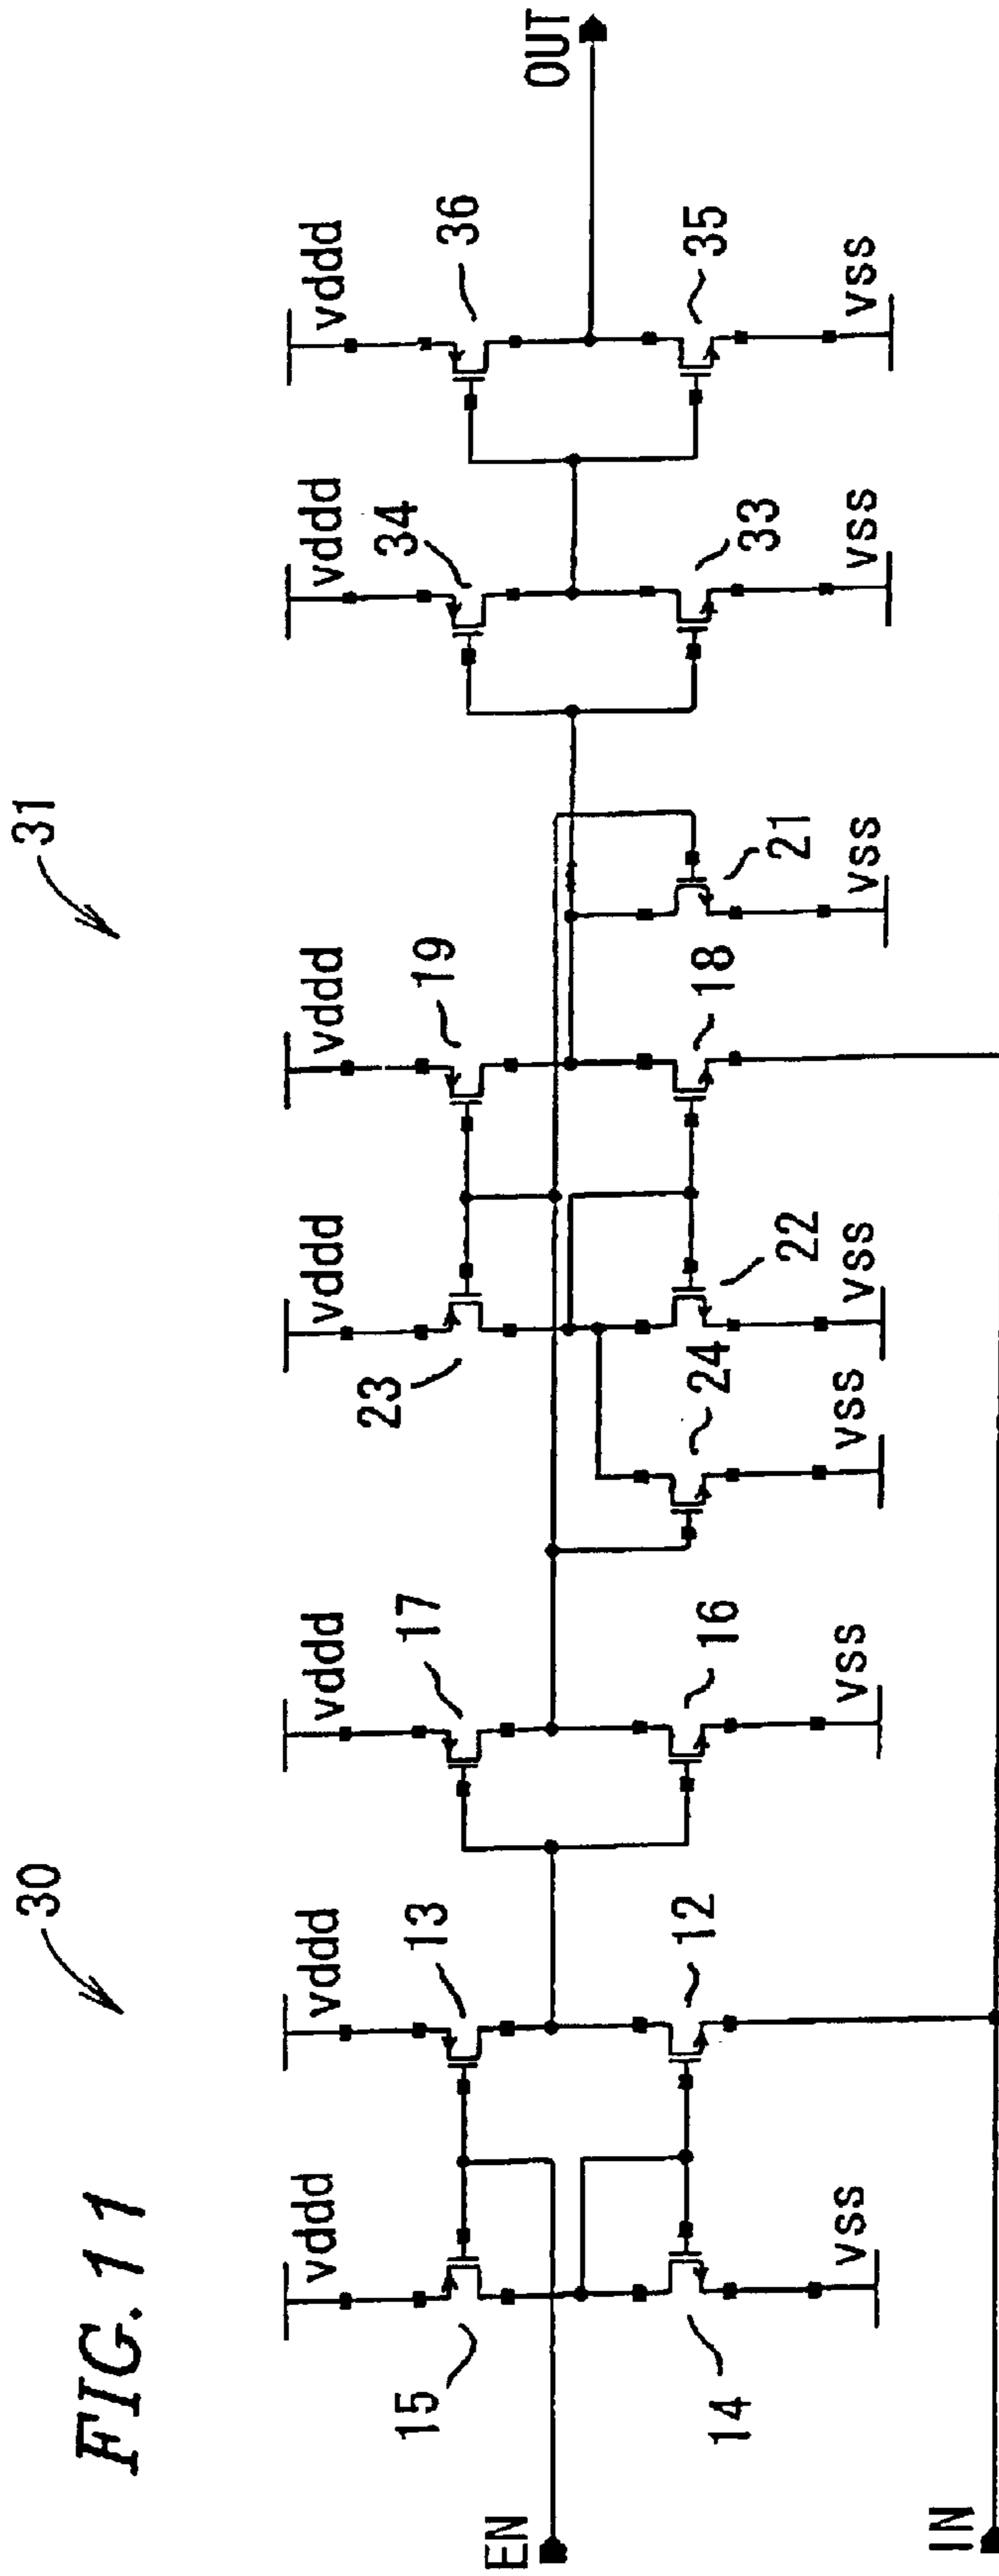 FIG. 11
30
31
vddd
vddd
vddd
vddd
vddd
vddd
vddd
15
13
17
23
19
34
36
EN
OUT
14
12
16
24
22
18
21
33
35
vss
vss
vss
vss
vss
vss
vss
IN